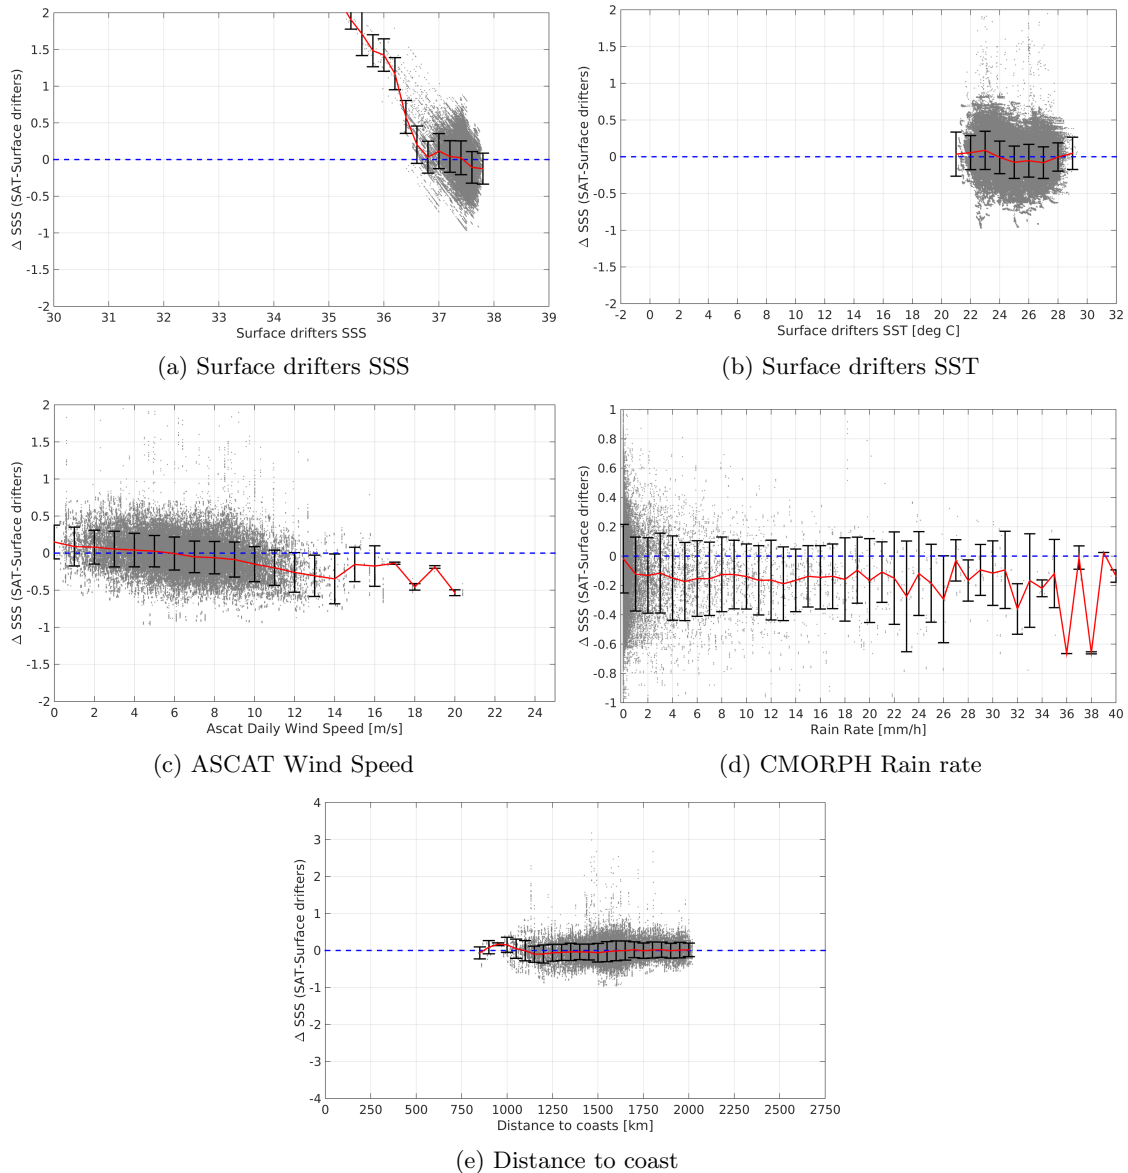 2
1.5
1
0.5
0
-0.5
-1
-1.5
-2
Δ SSS (SAT-Surface drifters)
30 31 32 33 34 35 36 37 38 39
Surface drifters SSS
(a) Surface drifters SSS
2
1.5
1
0.5
0
-0.5
-1
-1.5
-2
Δ SSS (SAT-Surface drifters)
-2 0 2 4 6 8 10 12 14 16 18 20 22 24 26 28 30 32
Surface drifters SST [deg C]
(b) Surface drifters SST
2
1.5
1
0.5
0
-0.5
-1
-1.5
-2
Δ SSS (SAT-Surface drifters)
0 2 4 6 8 10 12 14 16 18 20 22 24
Ascat Daily Wind Speed [m/s]
(c) ASCAT Wind Speed
1
0.8
0.6
0.4
0.2
0
-0.2
-0.4
-0.6
-0.8
-1
Δ SSS (SAT-Surface drifters)
0 2 4 6 8 10 12 14 16 18 20 22 24 26 28 30 32 34 36 38 40
Rain Rate [mm/h]
(d) CMORPH Rain rate
4
3
2
1
0
-1
-2
-3
-4
Δ SSS (SAT-Surface drifters)
0 250 500 750 1000 1250 1500 1750 2000 2250 2500 2750
Distance to coasts [km]
(e) Distance to coast